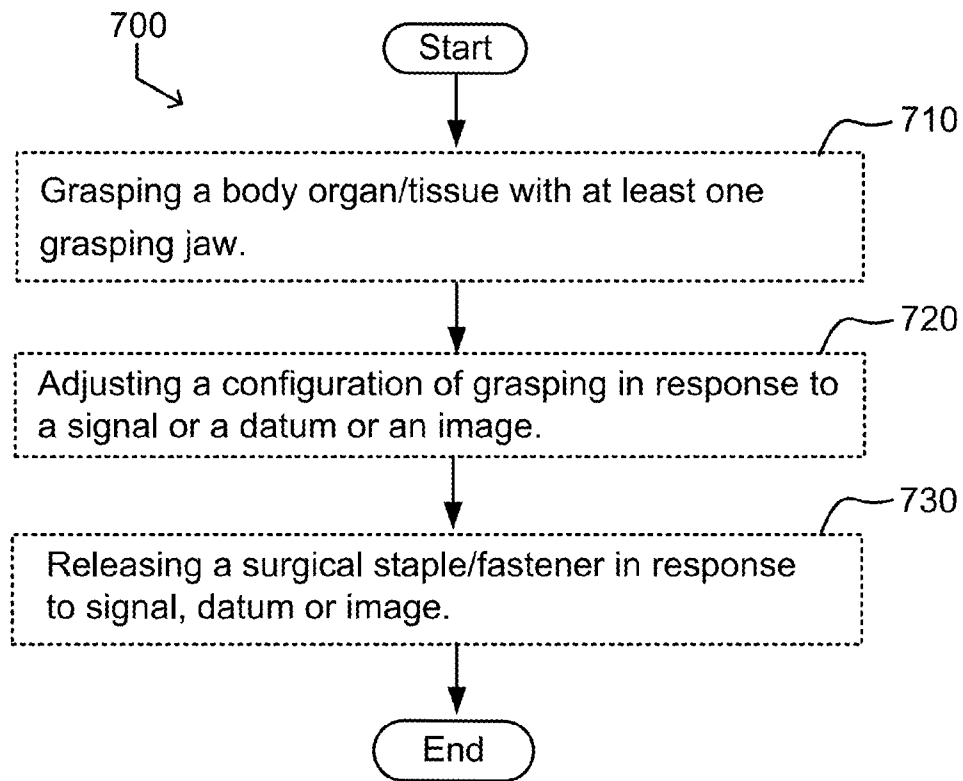 700
Start
710
Grasping a body organ/tissue with at least one
grasping jaw.
720
Adjusting a configuration of grasping in response to
a signal or a datum or an image.
730
Releasing a surgical staple/fastener in response
to signal, datum or image.
End